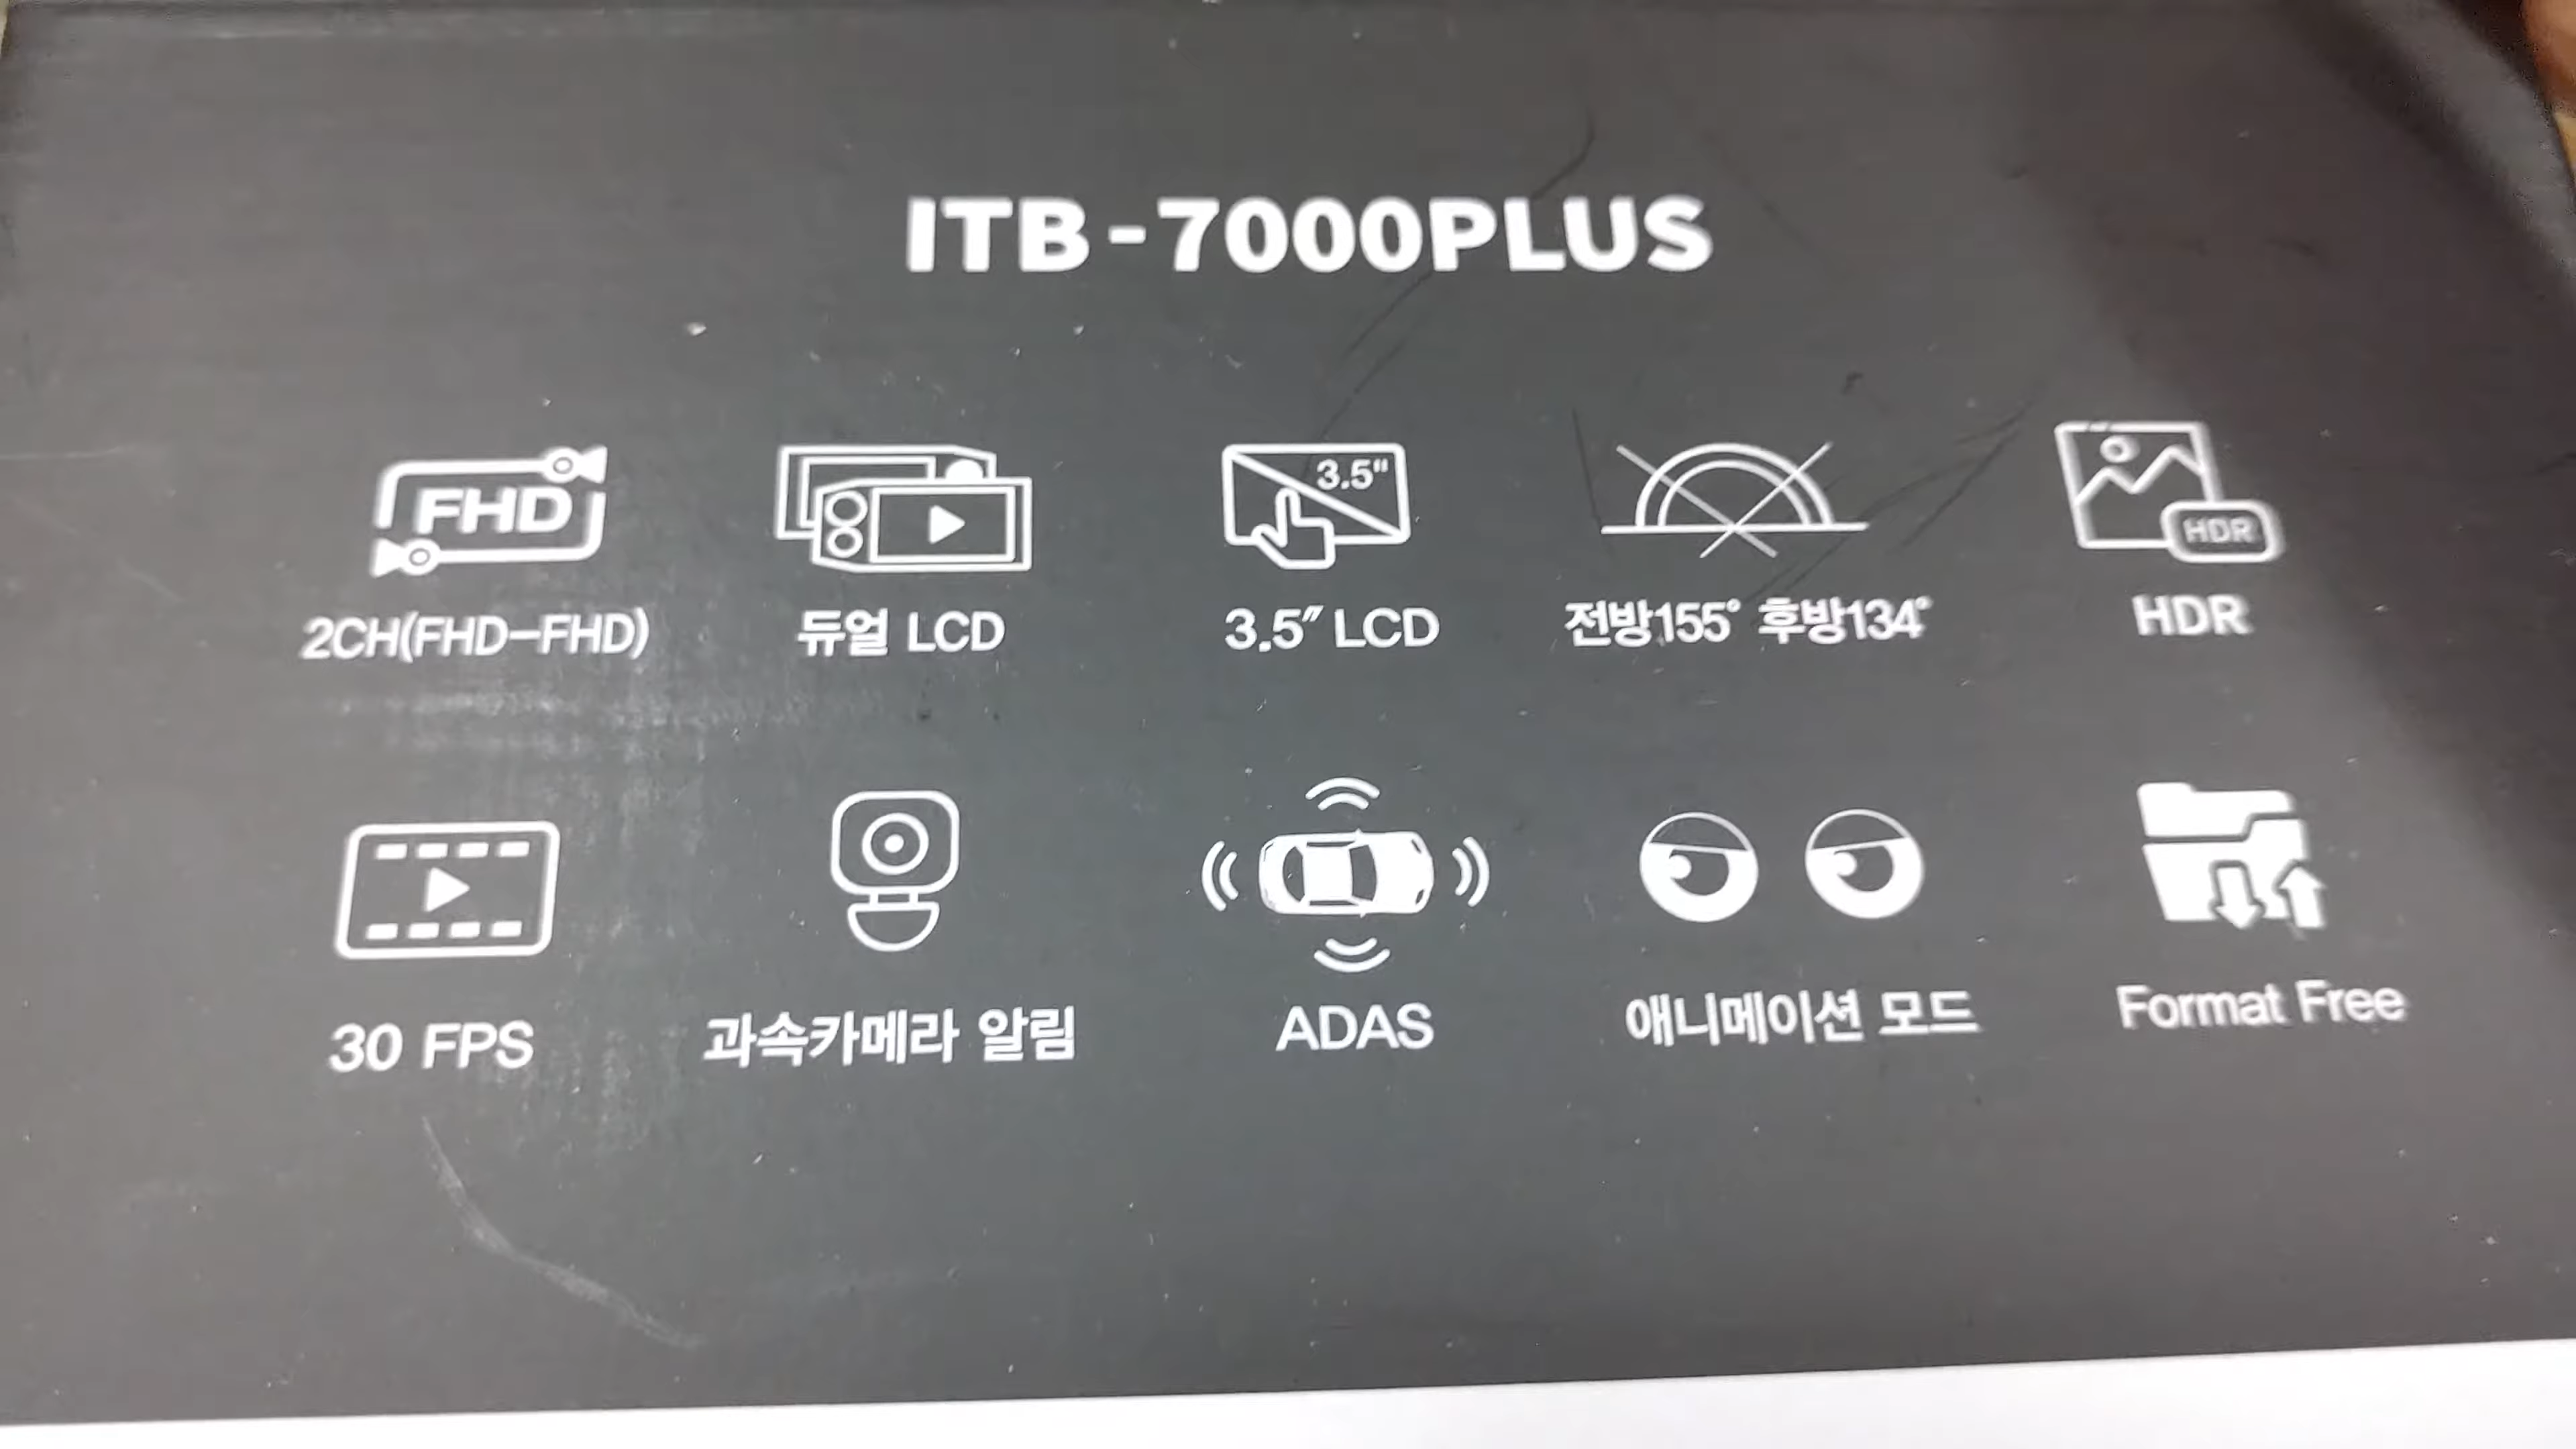 ITB-7000PLUS
FHD
3.5"
HDR
2CH(FHD-FHD) 듀얼 LCD 3.5" LCD 전방155° 후방134° HDR
30 FPS 과속카메라 알림 ADAS 애니메이션 모드 Format Free